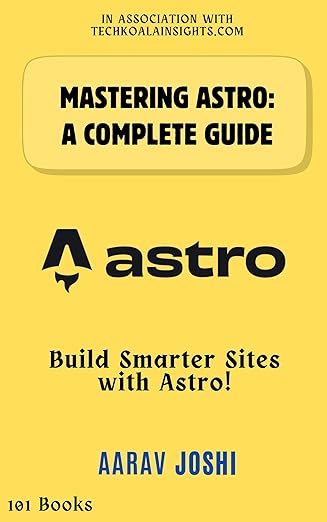 IN ASSOCIATION WITH
TECHKOALAINSIGHTS.COM
MASTERING ASTRO:
A COMPLETE GUIDE
astro
Build Smarter Sites
with Astro!
AARAV JOSHI
101 Books